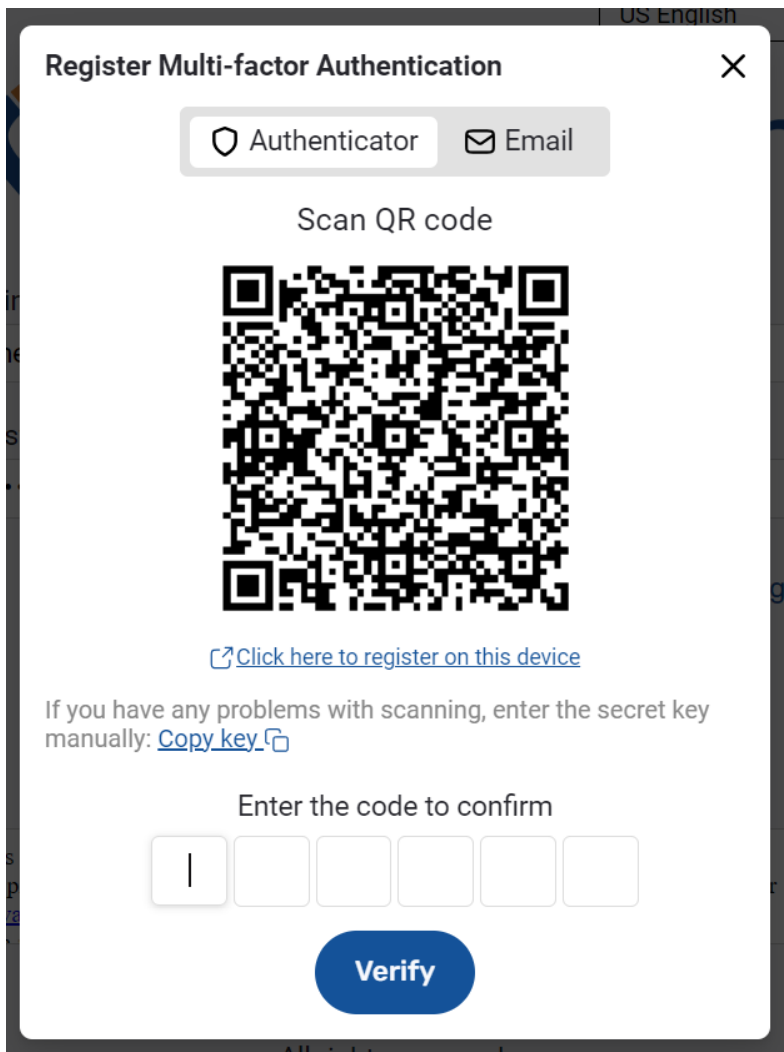 US English
Register Multi-factor Authentication
Authenticator
Email
Scan QR code
Click here to register on this device
If you have any problems with scanning, enter the secret key
manually: Copy key
Enter the code to confirm
Verify